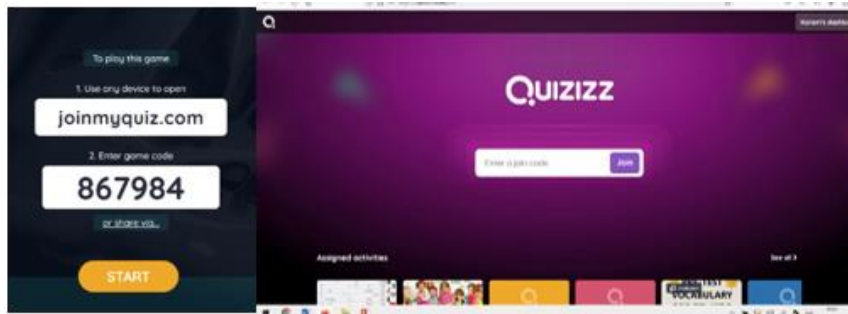 To play this game
1. Use any device to open
joinmyquiz.com
2. Enter game code
867984
or share via...
START
QUIZIZZ
Enter a join code
Join
Assigned activities
See all
VOCABULARY